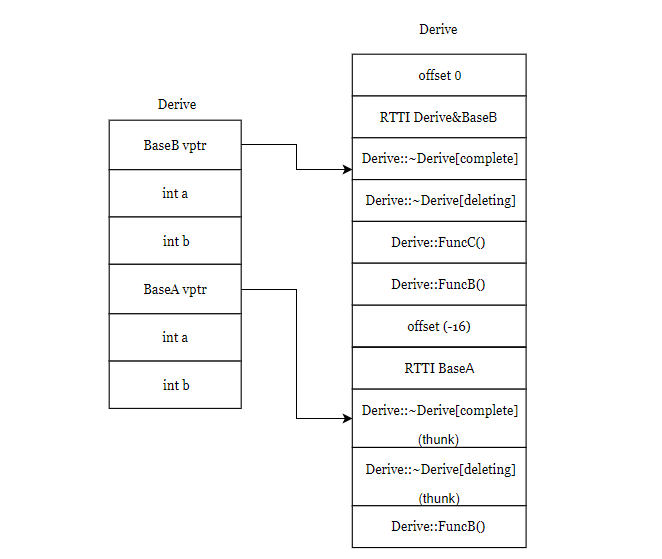 Derive
BaseB vptr
int a
int b
BaseA vptr
int a
int b
Derive
offset 0
RTTI Derive&BaseB
Derive::~Derive[complete]
Derive::~Derive[deleting]
Derive::FuncC()
Derive::FuncB()
offset (-16)
RTTI BaseA
Derive::~Derive[complete]
(thunk)
Derive::~Derive[deleting]
(thunk)
Derive::FuncB()